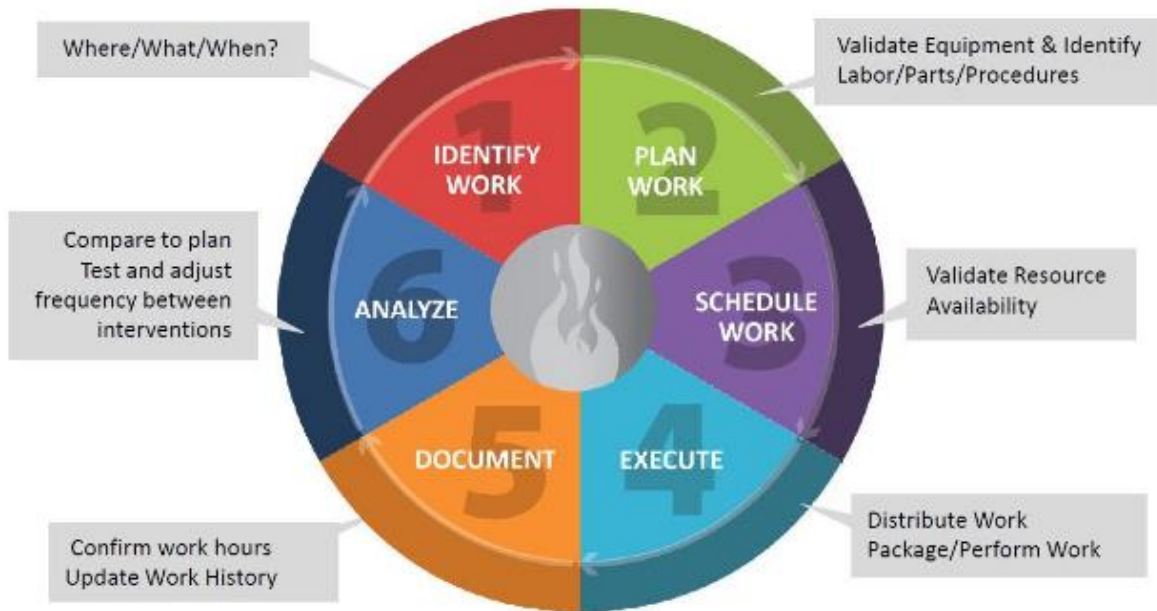 Where/What/When?
1
IDENTIFY
WORK
Validate Equipment & Identify
Labor/Parts/Procedures
2
PLAN
WORK
Validate Resource
Availability
3
SCHEDULE
WORK
Distribute Work
Package/Perform Work
4
EXECUTE
Confirm work hours
Update Work History
5
DOCUMENT
Compare to plan
Test and adjust
frequency between
interventions
6
ANALYZE